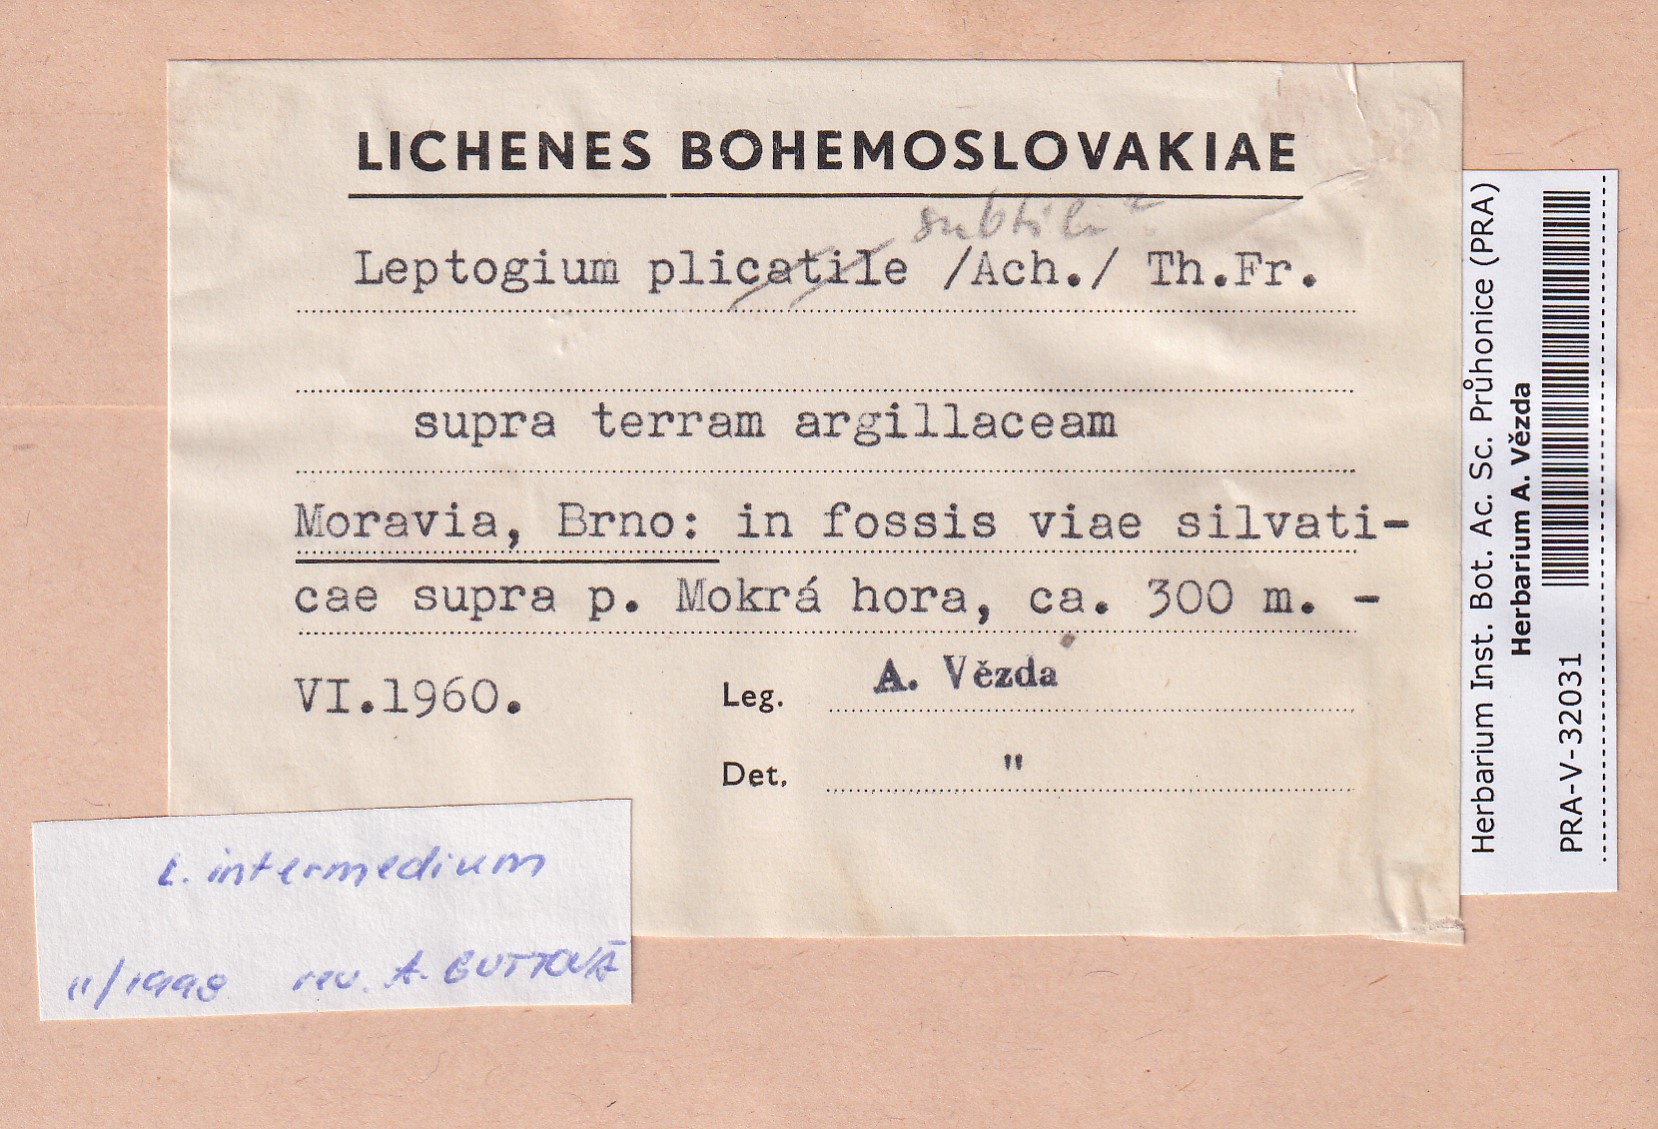 LICHENES BOHEMOSLOVAKIAE
Leptogium plicatile /Ach./ Th.Fr.
supra terram argillaceam
Moravia, Brno: in fossis viae silvati-
cae supra p. Mokrá hora, ca. 300 m. -
VI.1960.
Leg. A. Vězda
Det. "
L. intermedium
11/1998 rev. A. GUTTOVÁ
Herbarium Inst. Bot. Ac. Sc. Průhonice (PRA)
Herbarium A. Vězda
PRA-V-32031